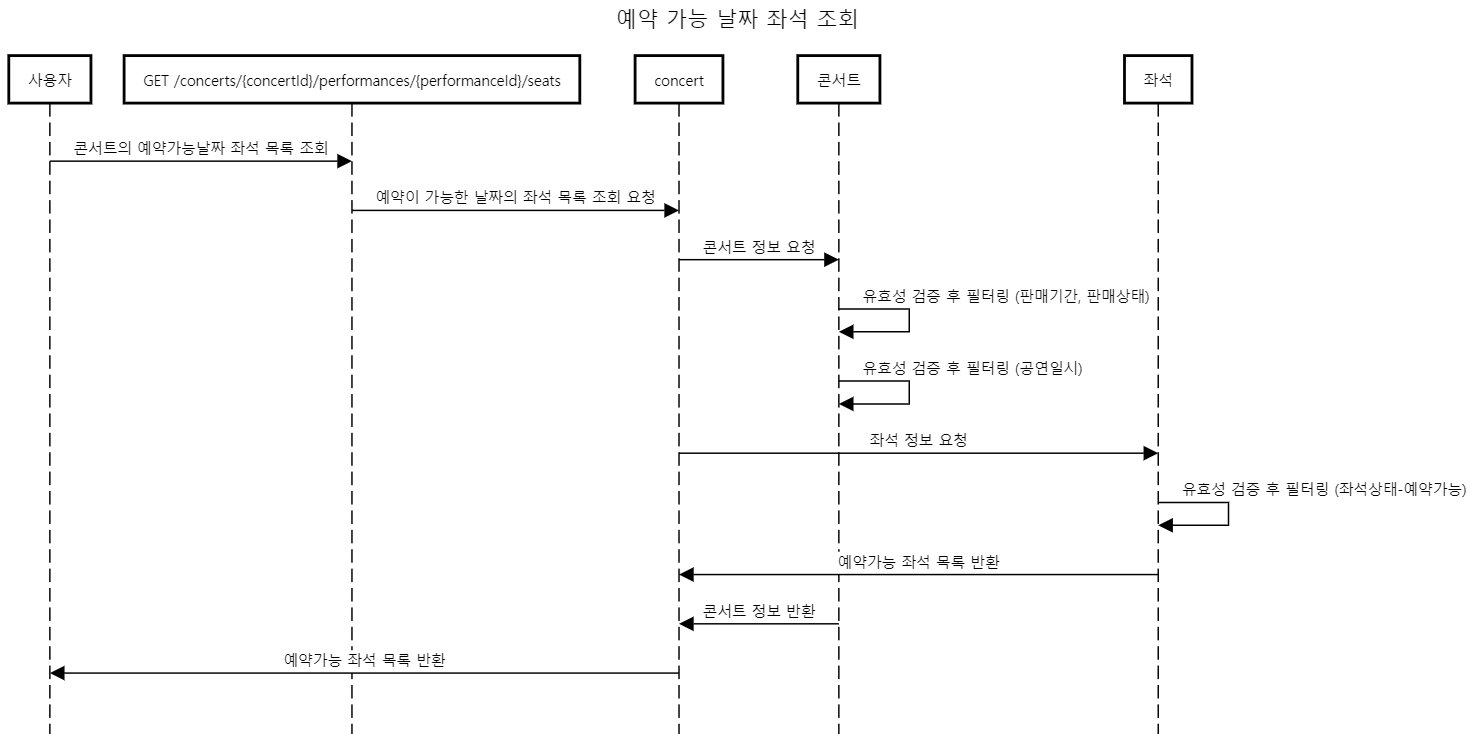 예약 가능 날짜 좌석 조회
사용자
GET /concerts/{concertId}/performances/{performanceId}/seats
concert
콘서트
좌석
콘서트의 예약가능날짜 좌석 목록 조회
예약이 가능한 날짜의 좌석 목록 조회 요청
콘서트 정보 요청
유효성 검증 후 필터링 (판매기간, 판매상태)
유효성 검증 후 필터링 (공연일시)
좌석 정보 요청
유효성 검증 후 필터링 (좌석상태-예약가능)
예약가능 좌석 목록 반환
콘서트 정보 반환
예약가능 좌석 목록 반환